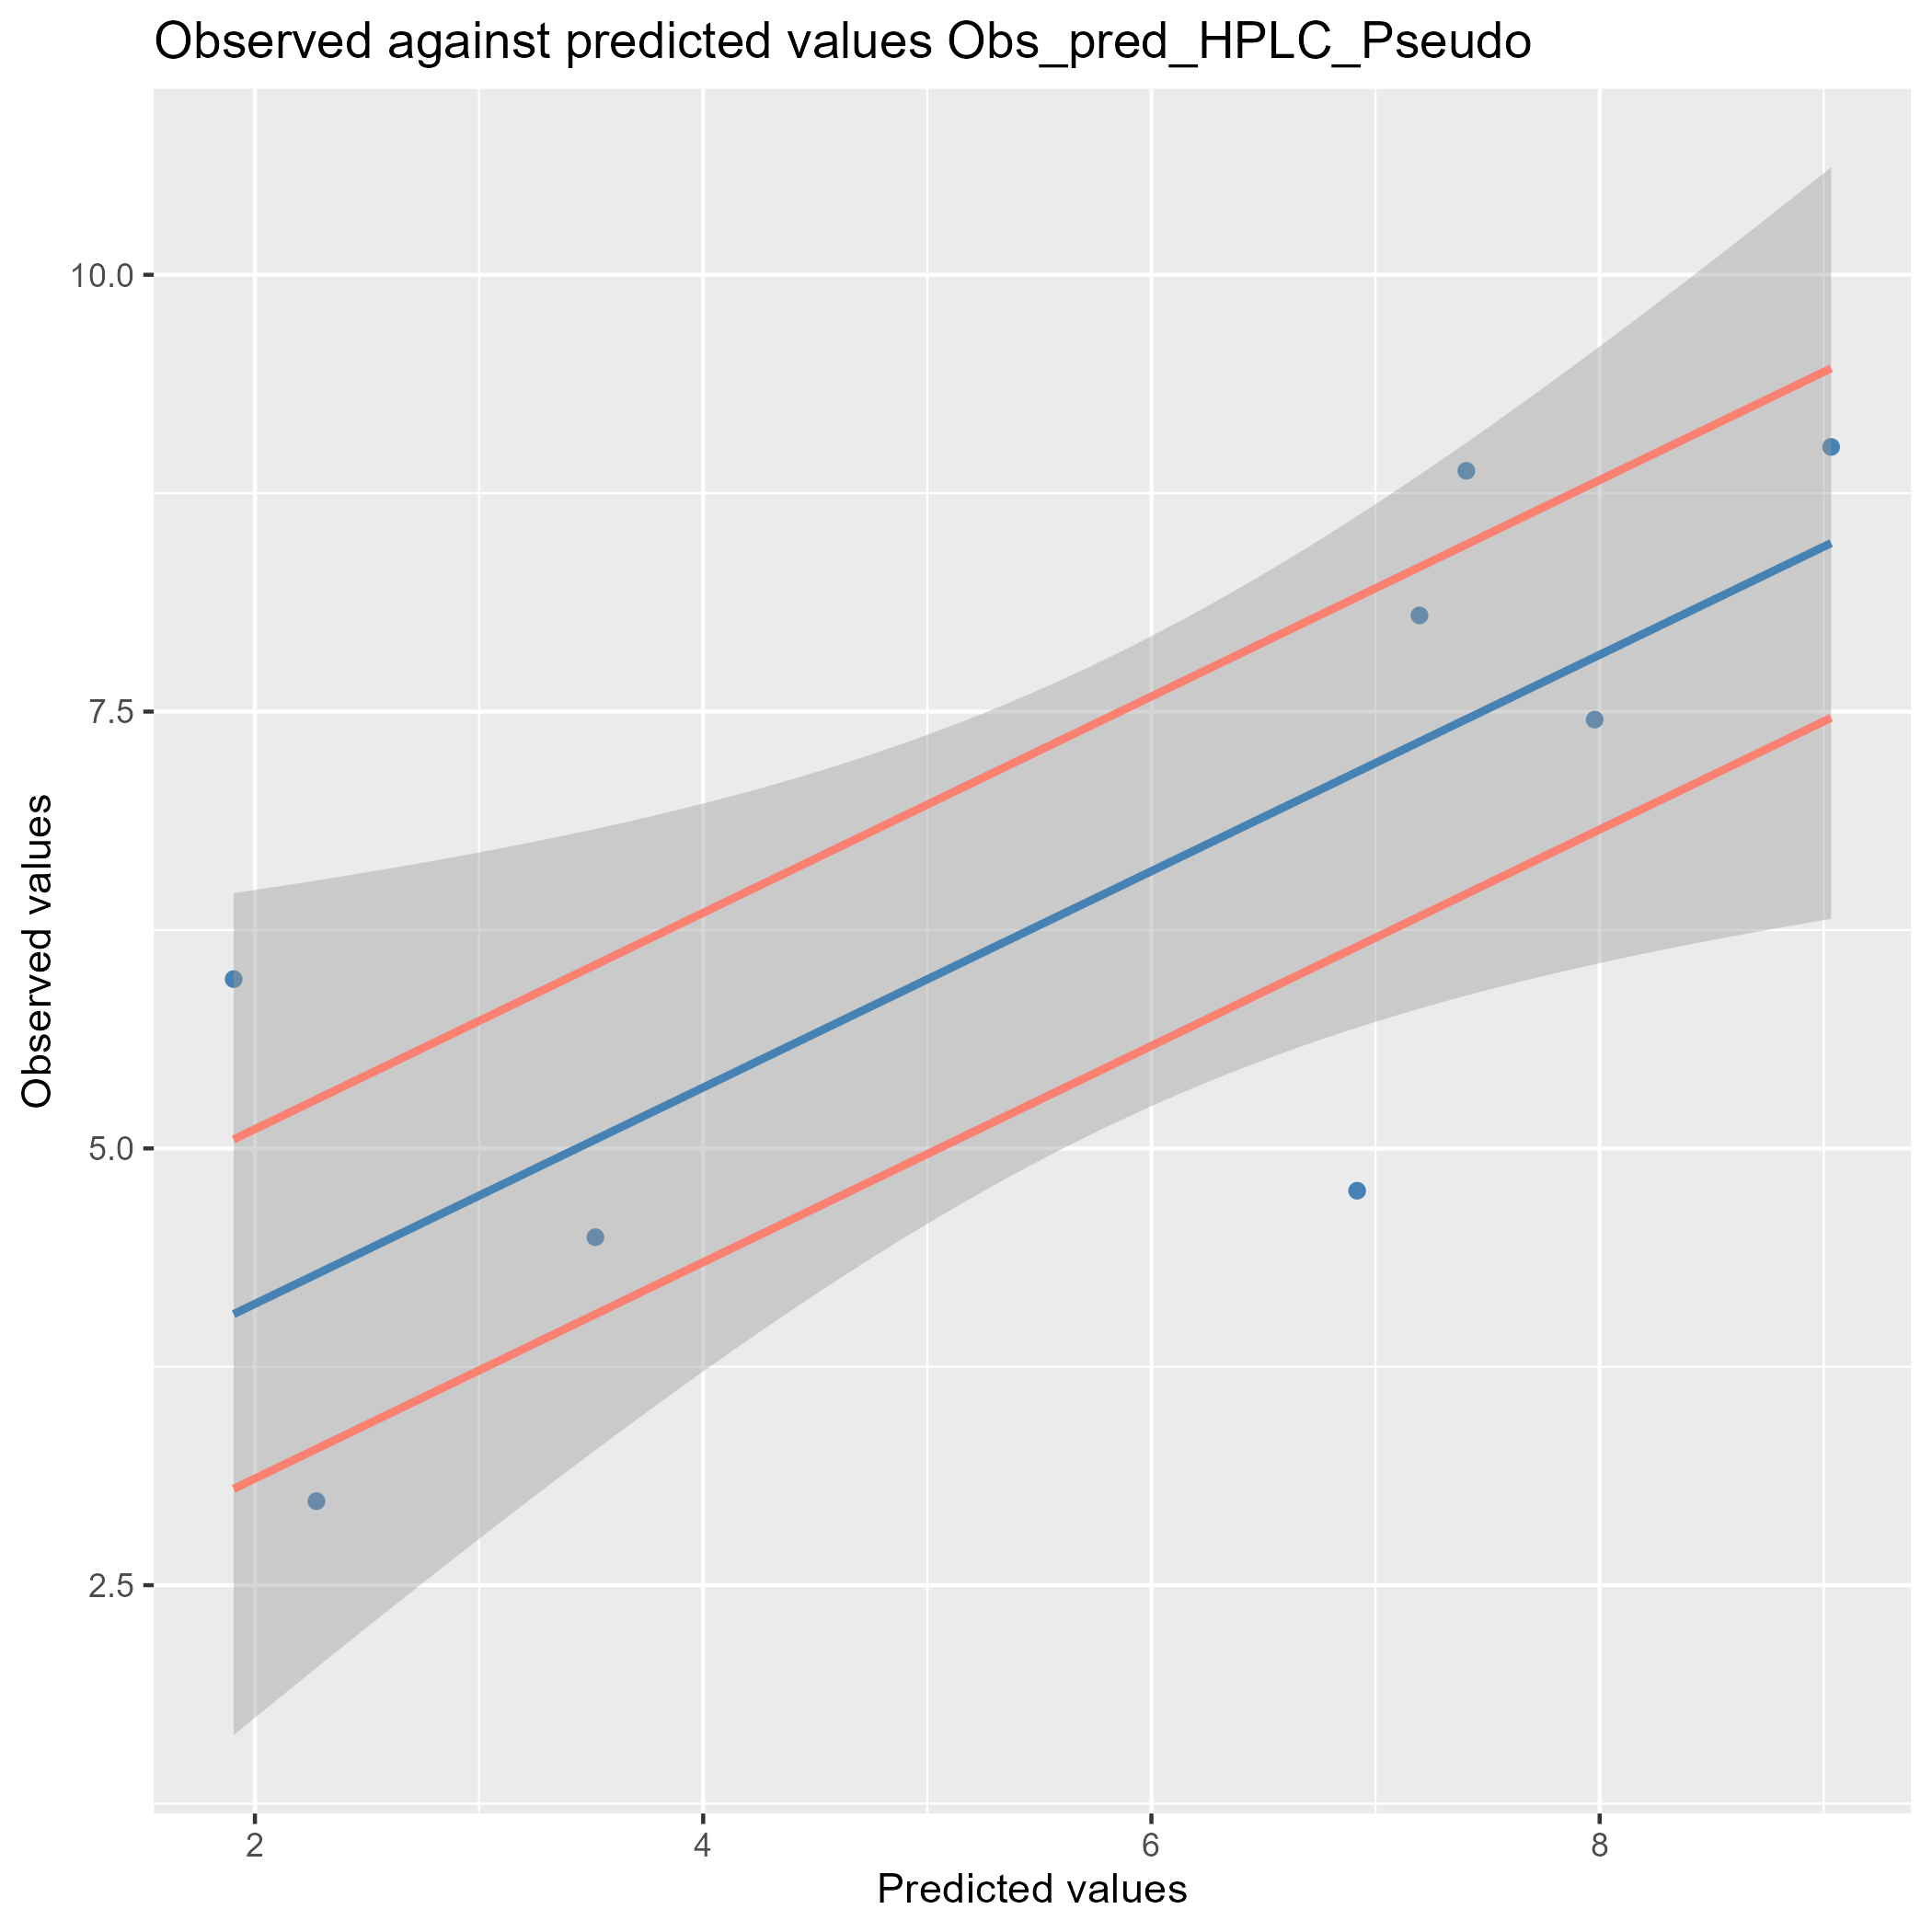 Observed against predicted values Obs_pred_HPLC_Pseudo
10.0
7.5
5.0
2.5
Observed values
2
4
6
8
Predicted values